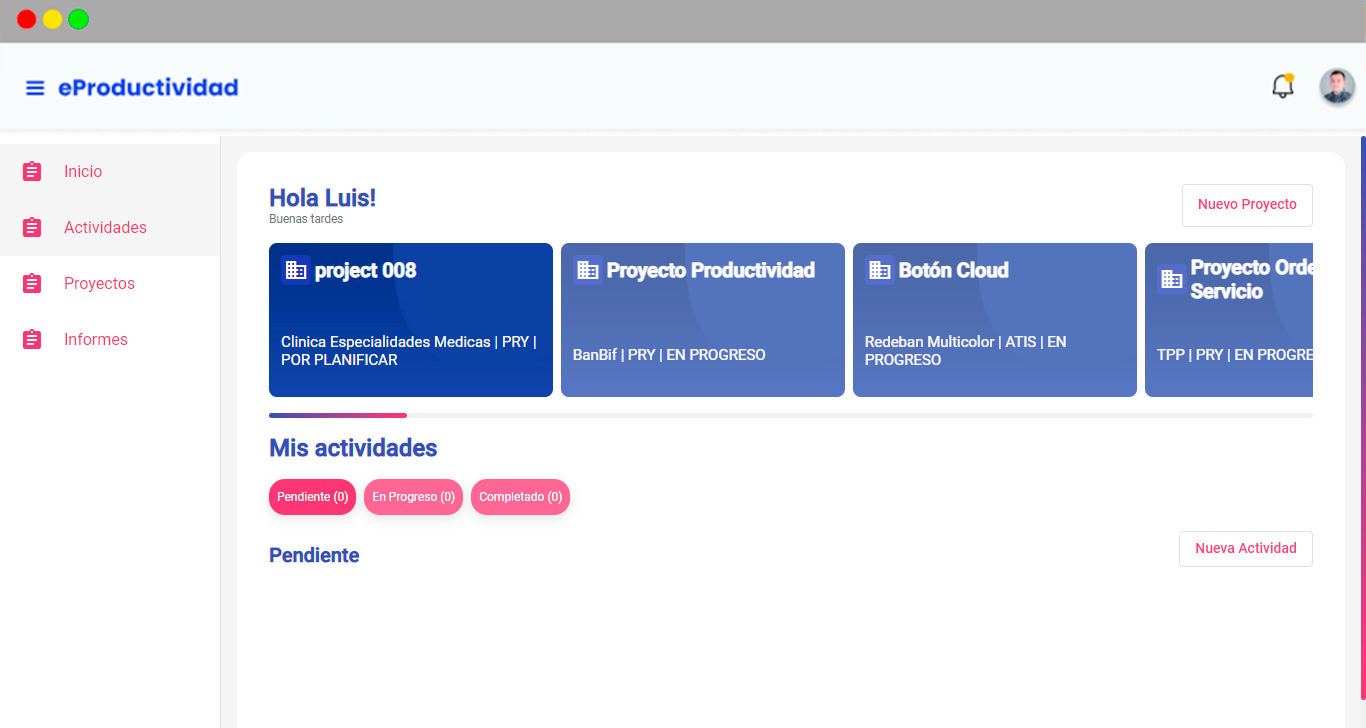 eProductividad
Inicio
Actividades
Proyectos
Informes
Hola Luis!
Buenas tardes
Nuevo Proyecto
project 008
Clinica Especialidades Medicas | PRY |
POR PLANIFICAR
Proyecto Productividad
BanBif | PRY | EN PROGRESO
Botón Cloud
Redeban Multicolor | ATIS | EN
PROGRESO
Proyecto Orde
Servicio
TPP | PRY | EN PROGRE
Mis actividades
Pendiente (0)
En Progreso (0)
Completado (0)
Pendiente
Nueva Actividad